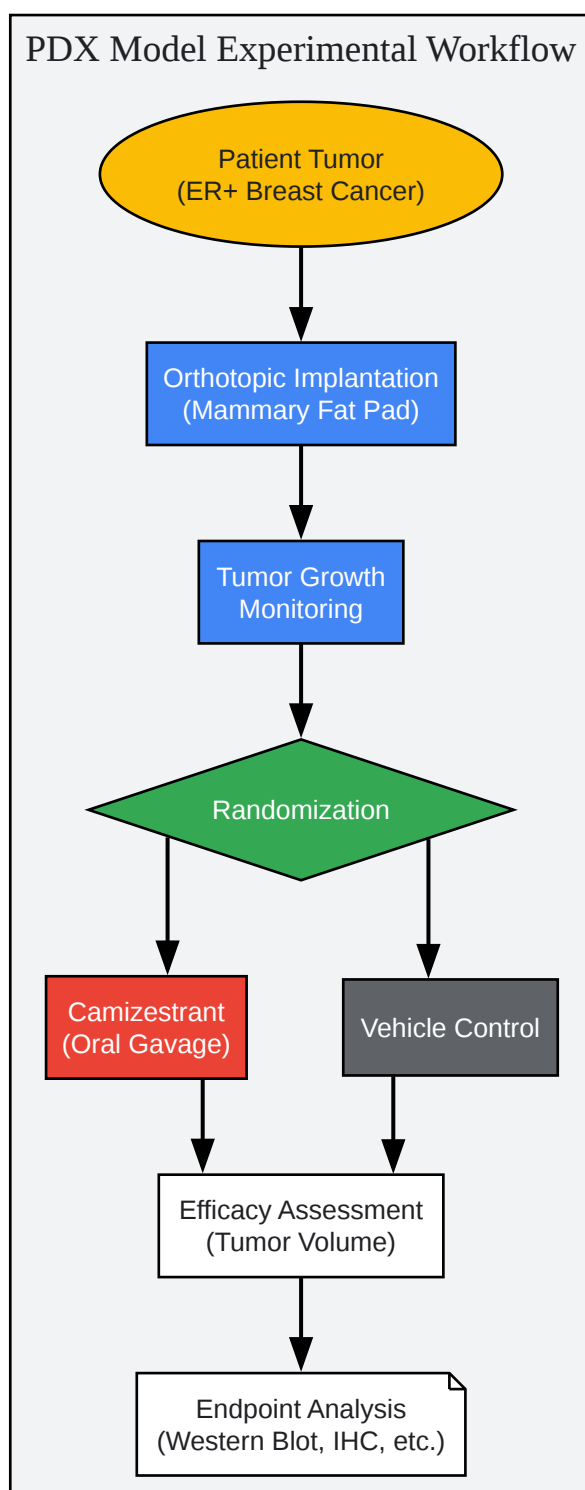 PDX Model Experimental Workflow
Patient Tumor
(ER+ Breast Cancer)
Orthotopic Implantation
(Mammary Fat Pad)
Tumor Growth
Monitoring
Randomization
Camizestrant
(Oral Gavage)
Vehicle Control
Efficacy Assessment
(Tumor Volume)
Endpoint Analysis
(Western Blot, IHC, etc.)